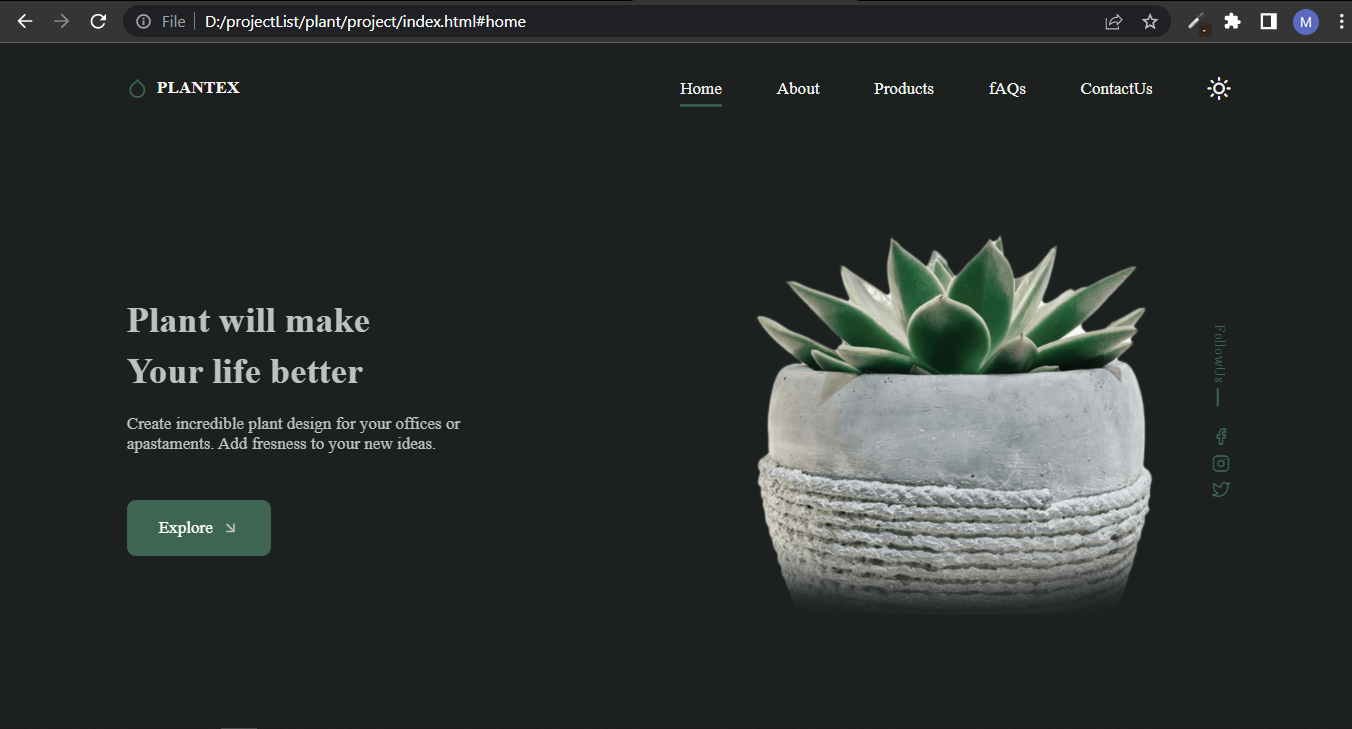 File D:/projectList/plant/project/index.html#home
M
PLANTEX
Home About Products fAQs ContactUs
Plant will make
Your life better
Create incredible plant design for your offices or
apastaments. Add fresness to your new ideas.
Explore
FollowUs